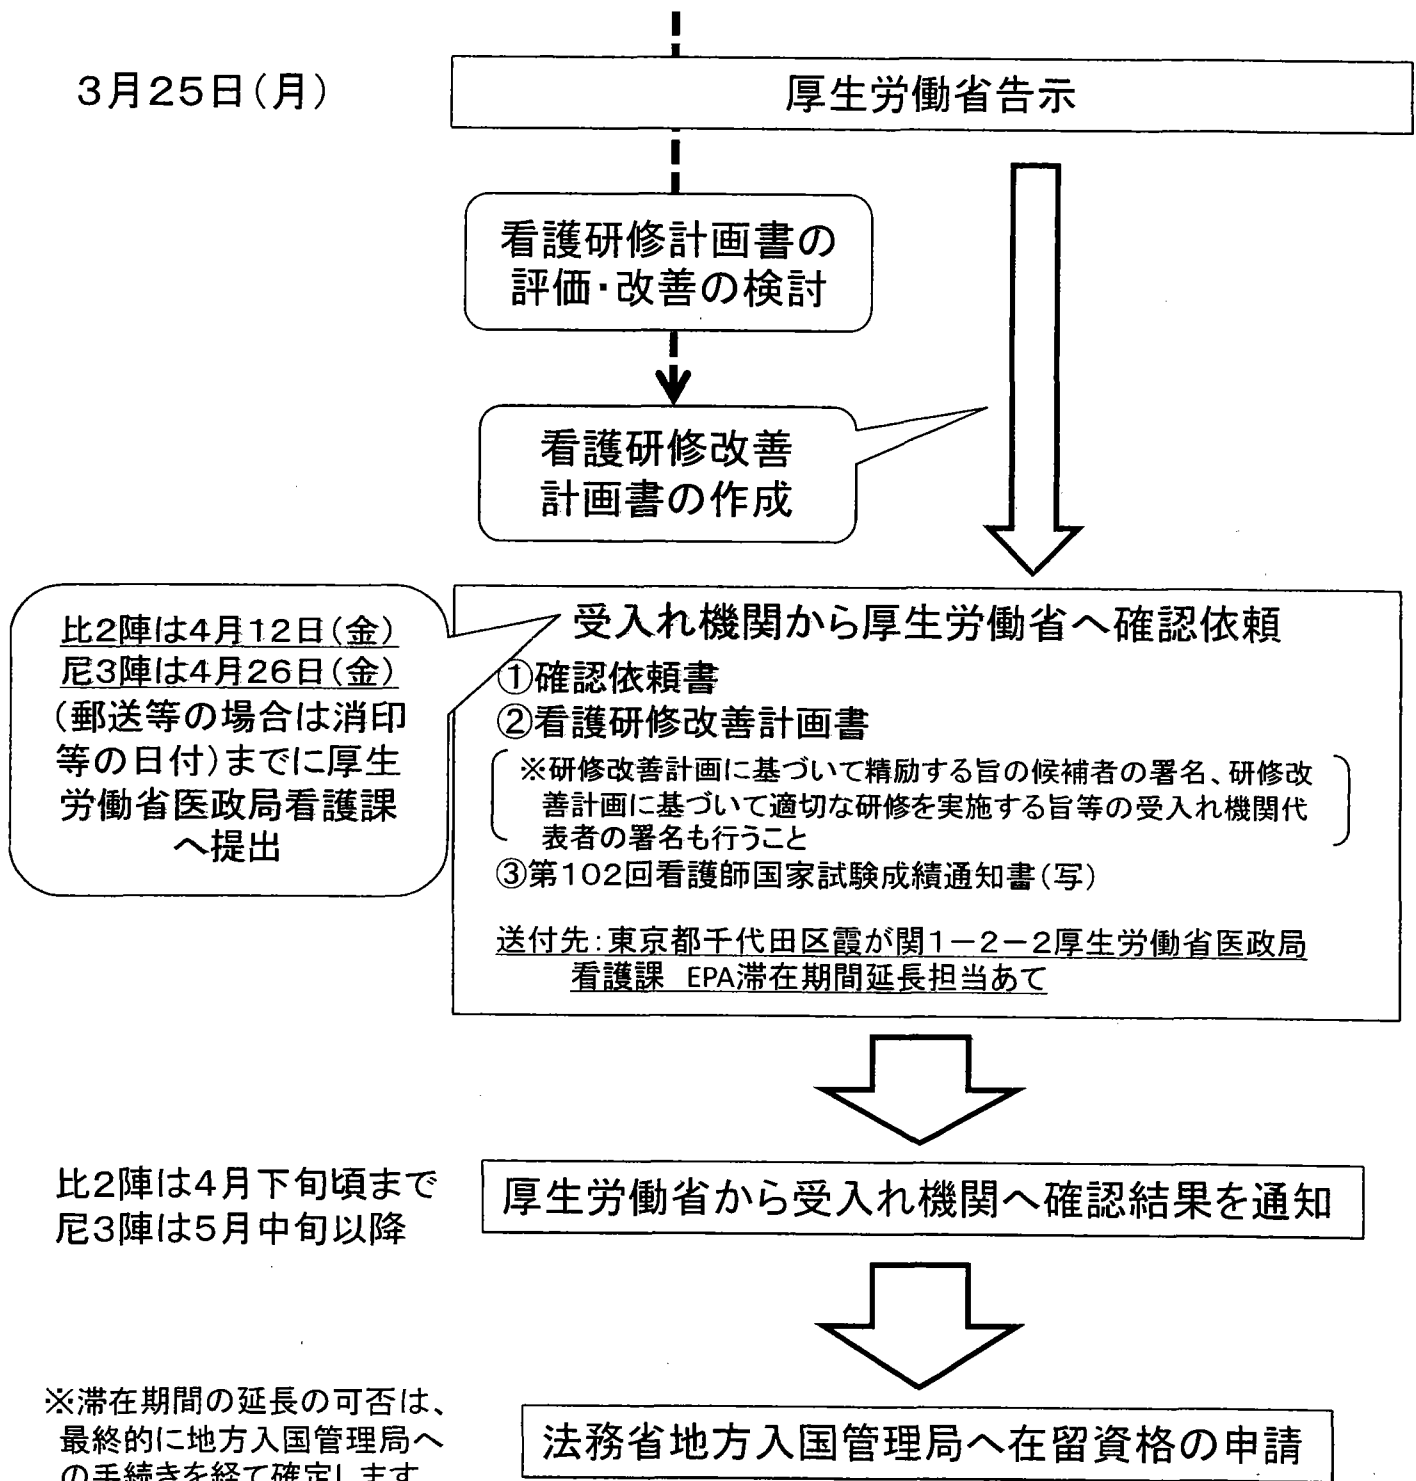 3月25日(月)
厚生労働省告示
看護研修計画書の
評価・改善の検討
看護研修改善
計画書の作成
比2陣は4月12日(金)
尼3陣は4月26日(金)
(郵送等の場合は消印
等の日付)までに厚生
労働省医政局看護課
へ提出
受入れ機関から厚生労働省へ確認依頼
①確認依頼書
②看護研修改善計画書
※研修改善計画に基づいて精励する旨の候補者の署名、研修改
善計画に基づいて適切な研修を実施する旨等の受入れ機関代
表者の署名も行うこと
③第102回看護師国家試験成績通知書(写)
送付先:東京都千代田区霞が関1-2-2厚生労働省医政局
看護課 EPA滞在期間延長担当あて
比2陣は4月下旬頃まで
尼3陣は5月中旬以降
厚生労働省から受入れ機関へ確認結果を通知
※滞在期間の延長の可否は、
最終的に地方入国管理局へ
の手続きを経て確定します
法務省地方入国管理局へ在留資格の申請